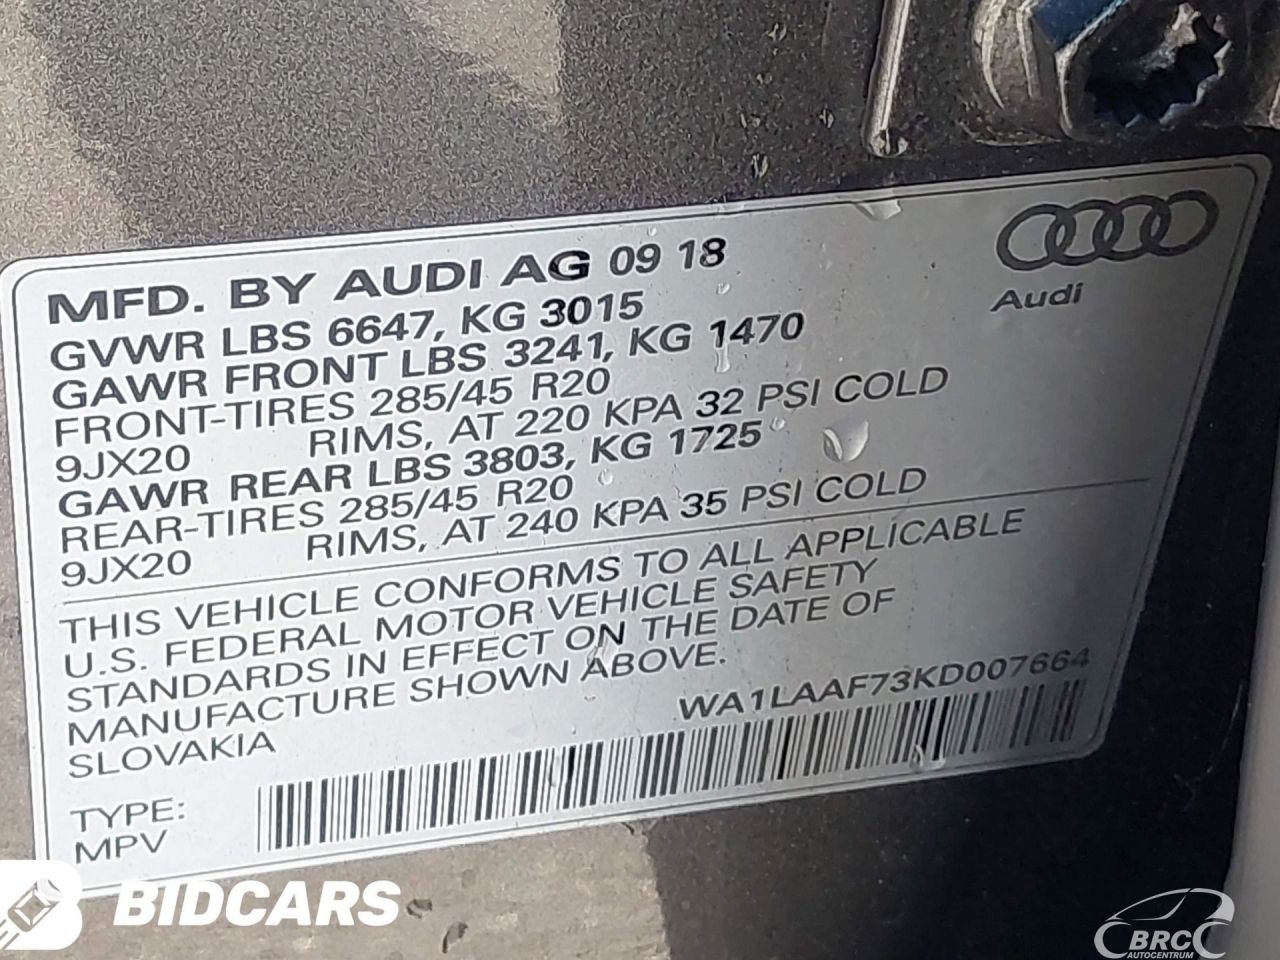 MFD. BY AUDI AG 09 18
GVWR LBS 6647, KG 3015
GAWR FRONT LBS 3241, KG 1470
FRONT-TIRES 285/45 R20
9JX20 RIMS, AT 220 KPA 32 PSI COLD
GAWR REAR LBS 3803, KG 1725
REAR-TIRES 285/45 R20
9JX20 RIMS, AT 240 KPA 35 PSI COLD
THIS VEHICLE CONFORMS TO ALL APPLICABLE
U.S. FEDERAL MOTOR VEHICLE SAFETY
STANDARDS IN EFFECT ON THE DATE OF
MANUFACTURE SHOWN ABOVE.
SLOVAKIA
WA1LAAF73KD007664
TYPE:
MPV
Audi
BIDCARS
BRC
AUTOCENTRUM